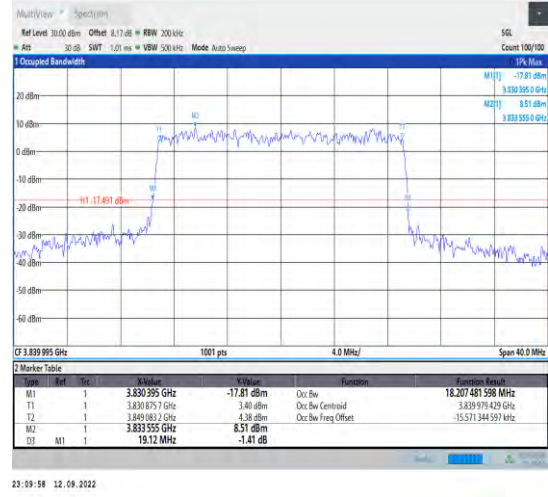 MultiView Spectrum
Ref Level 30.00 dBm Offset 8.17 dB RBW 200 kHz SGL
Att 30 dB SWT 1.01 ms VBW 500 kHz Mode Auto Sweep Count 100/100
1 Occupied Bandwidth 1Pk Max
M1[1] -17.81 dBm
3.830 395 0 GHz
M2[1] 8.51 dBm
3.833 555 0 GHz
20 dBm
10 dBm
M2
T1
T2
0 dBm
-10 dBm
M1
H1 -17.491 dBm
-20 dBm
-30 dBm
-40 dBm
-50 dBm
-60 dBm
CF 3.839 995 GHz 1001 pts 4.0 MHz/ Span 40.0 MHz
2 Marker Table
Type Ref Trc X-Value Y-Value Function Function Result
M1 1 3.830 395 GHz -17.81 dBm Occ Bw 18.207 481 598 MHz
T1 1 3.830 875 7 GHz 3.40 dBm Occ Bw Centroid 3.839 979 429 GHz
T2 1 3.849 083 2 GHz 4.38 dBm Occ Bw Freq Offset -15.571 344 597 kHz
M2 1 3.833 555 GHz 8.51 dBm
D3 M1 1 19.12 MHz -1.41 dB
23:09:58 12.09.2022